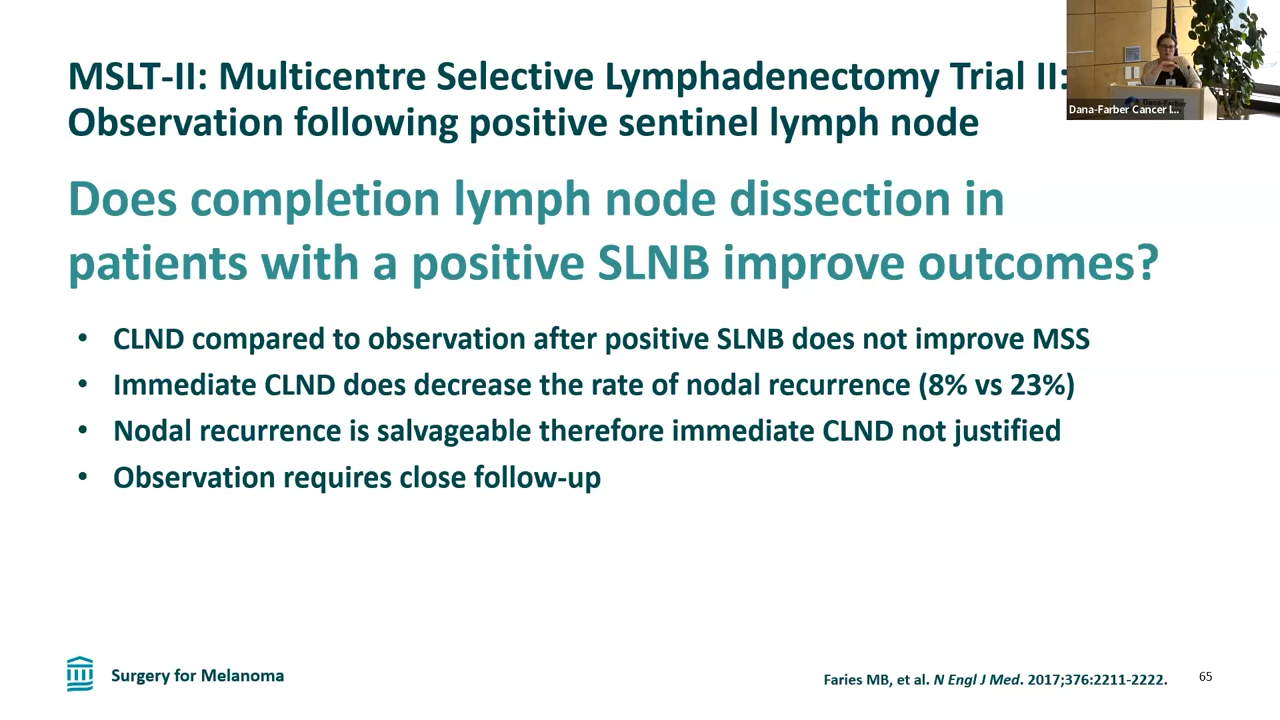 MSLT-II: Multicentre Selective Lymphadenectomy Trial II:
Observation following positive sentinel lymph node
Dana-Farber Cancer I...
Does completion lymph node dissection in
patients with a positive SLNB improve outcomes?
• CLND compared to observation after positive SLNB does not improve MSS
• Immediate CLND does decrease the rate of nodal recurrence (8% vs 23%)
• Nodal recurrence is salvageable therefore immediate CLND not justified
• Observation requires close follow-up
Surgery for Melanoma
Faries MB, et al. N Engl J Med. 2017;376:2211-2222.
65